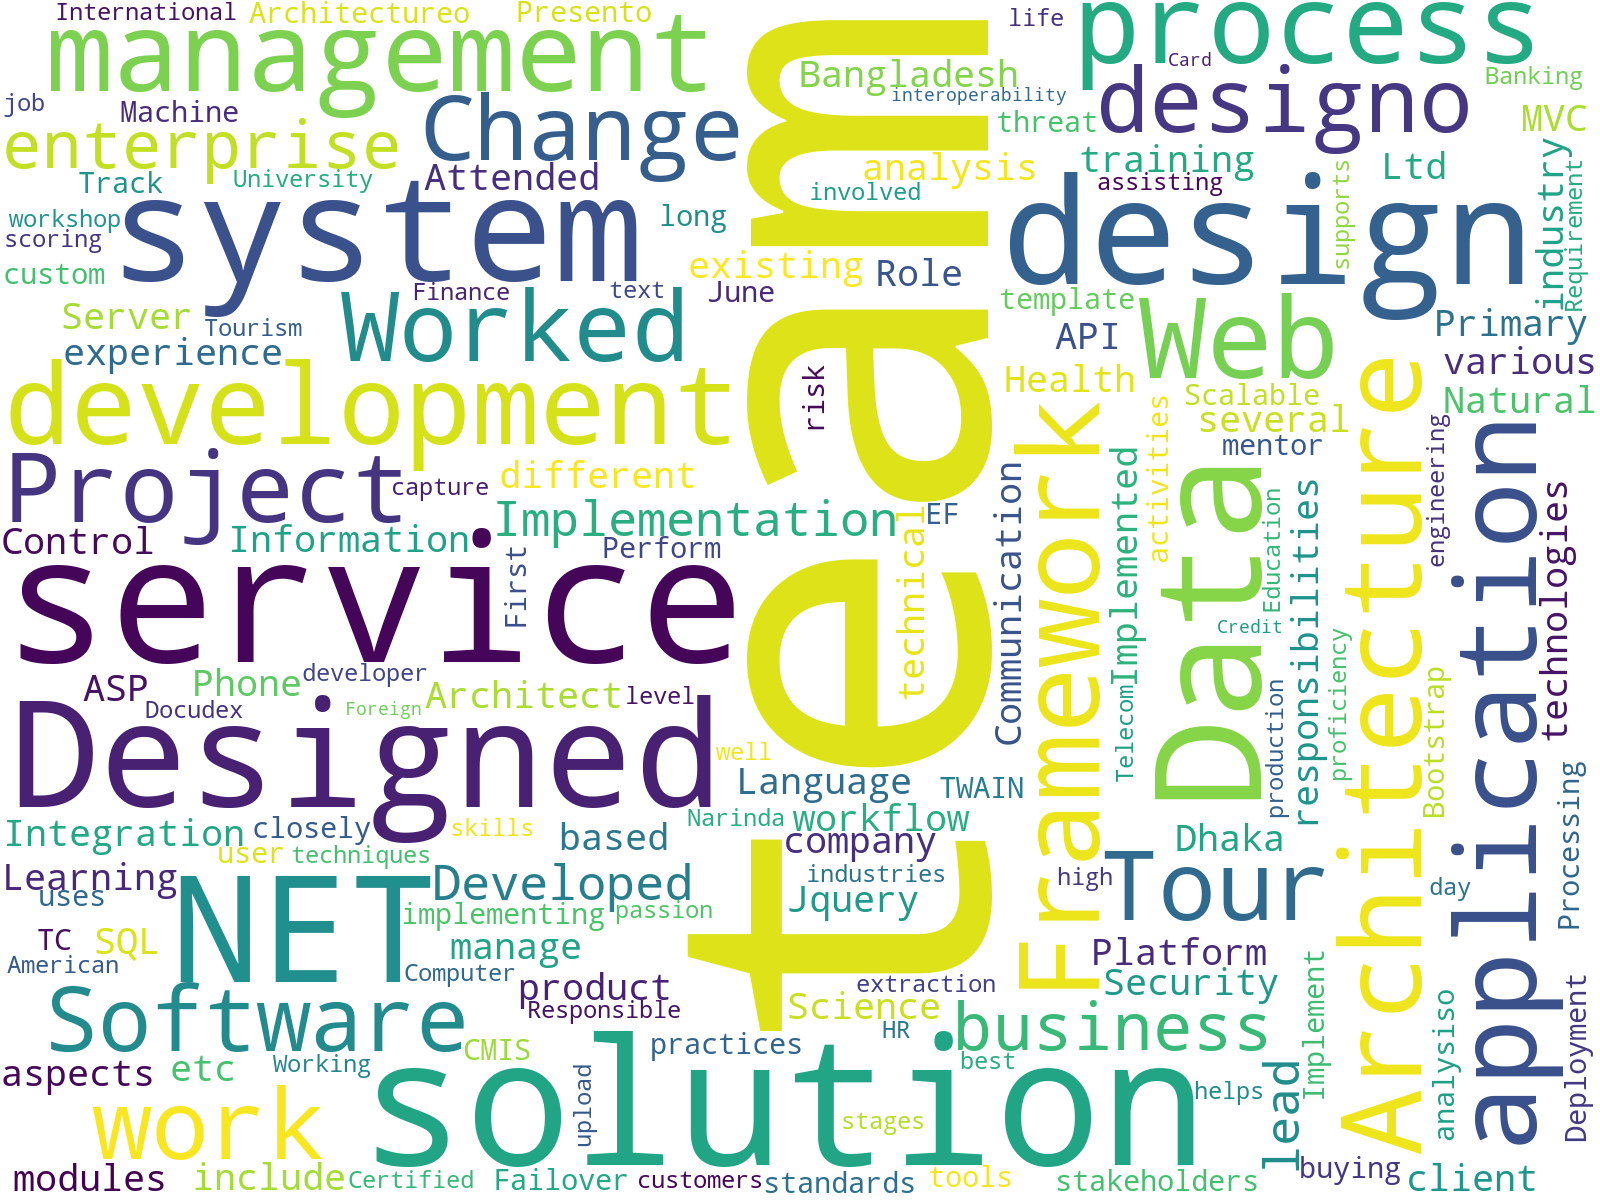 International
Architectureo
Presento
life
process
management
Bangladesh
Card
Banking
job
Machine
Change
interoperability
designo
MVC
enterprise
threat
team
Track
University
Attended
analysis
training
Ltd
industry
Requirement
assisting
supports
involved
workshop
system
long
design
scoring
custom
existing
Role
Finance
text
June
template
Server
Tourism
Worked
API
Web
Primary
experience
various
risk
Health
Scalable
Natural
development
several
activities
mentor
engineering
Project
capture
different
Framework
Data
Architecture
application
Implementation
technical
EF
Communication
Implemented
Education
responsibilities
technologies
Control
Information
First
Perform
service
Credit
proficiency
ASP
Phone
developer
Architect
level
Docudex
Foreign
Telecom
production
Bootstrap
Designed
well
Language
TWAIN
Processing
Integration
closely
skills
based
Narinda
workflow
Dhaka
user
techniques
company
Learning
NET
Developed
industries
high
Tour
day
uses
implementing
passion
Jquery
TC
SQL
manage
Platform
American
Computer
product
extraction
Security
Implement
Deployment
Software
Responsible
Science
HR
business
analysiso
CMIS
practices
aspects
etc
Working
solution
best
lead
helps
work
upload
stages
modules
include
Certified
Failover
customers
standards
tools
stakeholders
buying
client